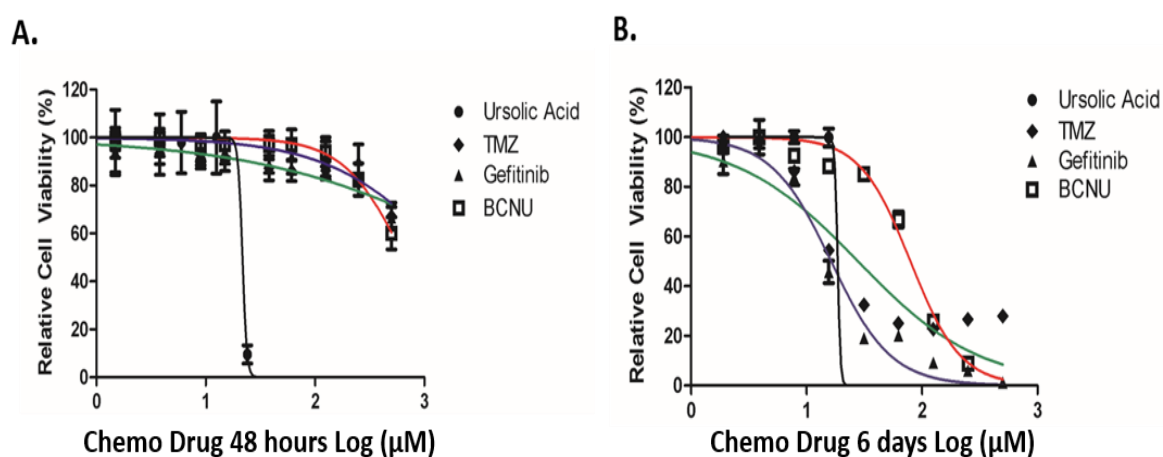 A.
Relative Cell Viability (%)
120
100
80
60
40
20
0
0
1
2
3
Chemo Drug 48 hours Log (µM)
Ursolic Acid
TMZ
Gefitinib
BCNU
B.
Relative Cell Viability (%)
120
100
80
60
40
20
0
0
1
2
3
Chemo Drug 6 days Log (µM)
Ursolic Acid
TMZ
Gefitinib
BCNU